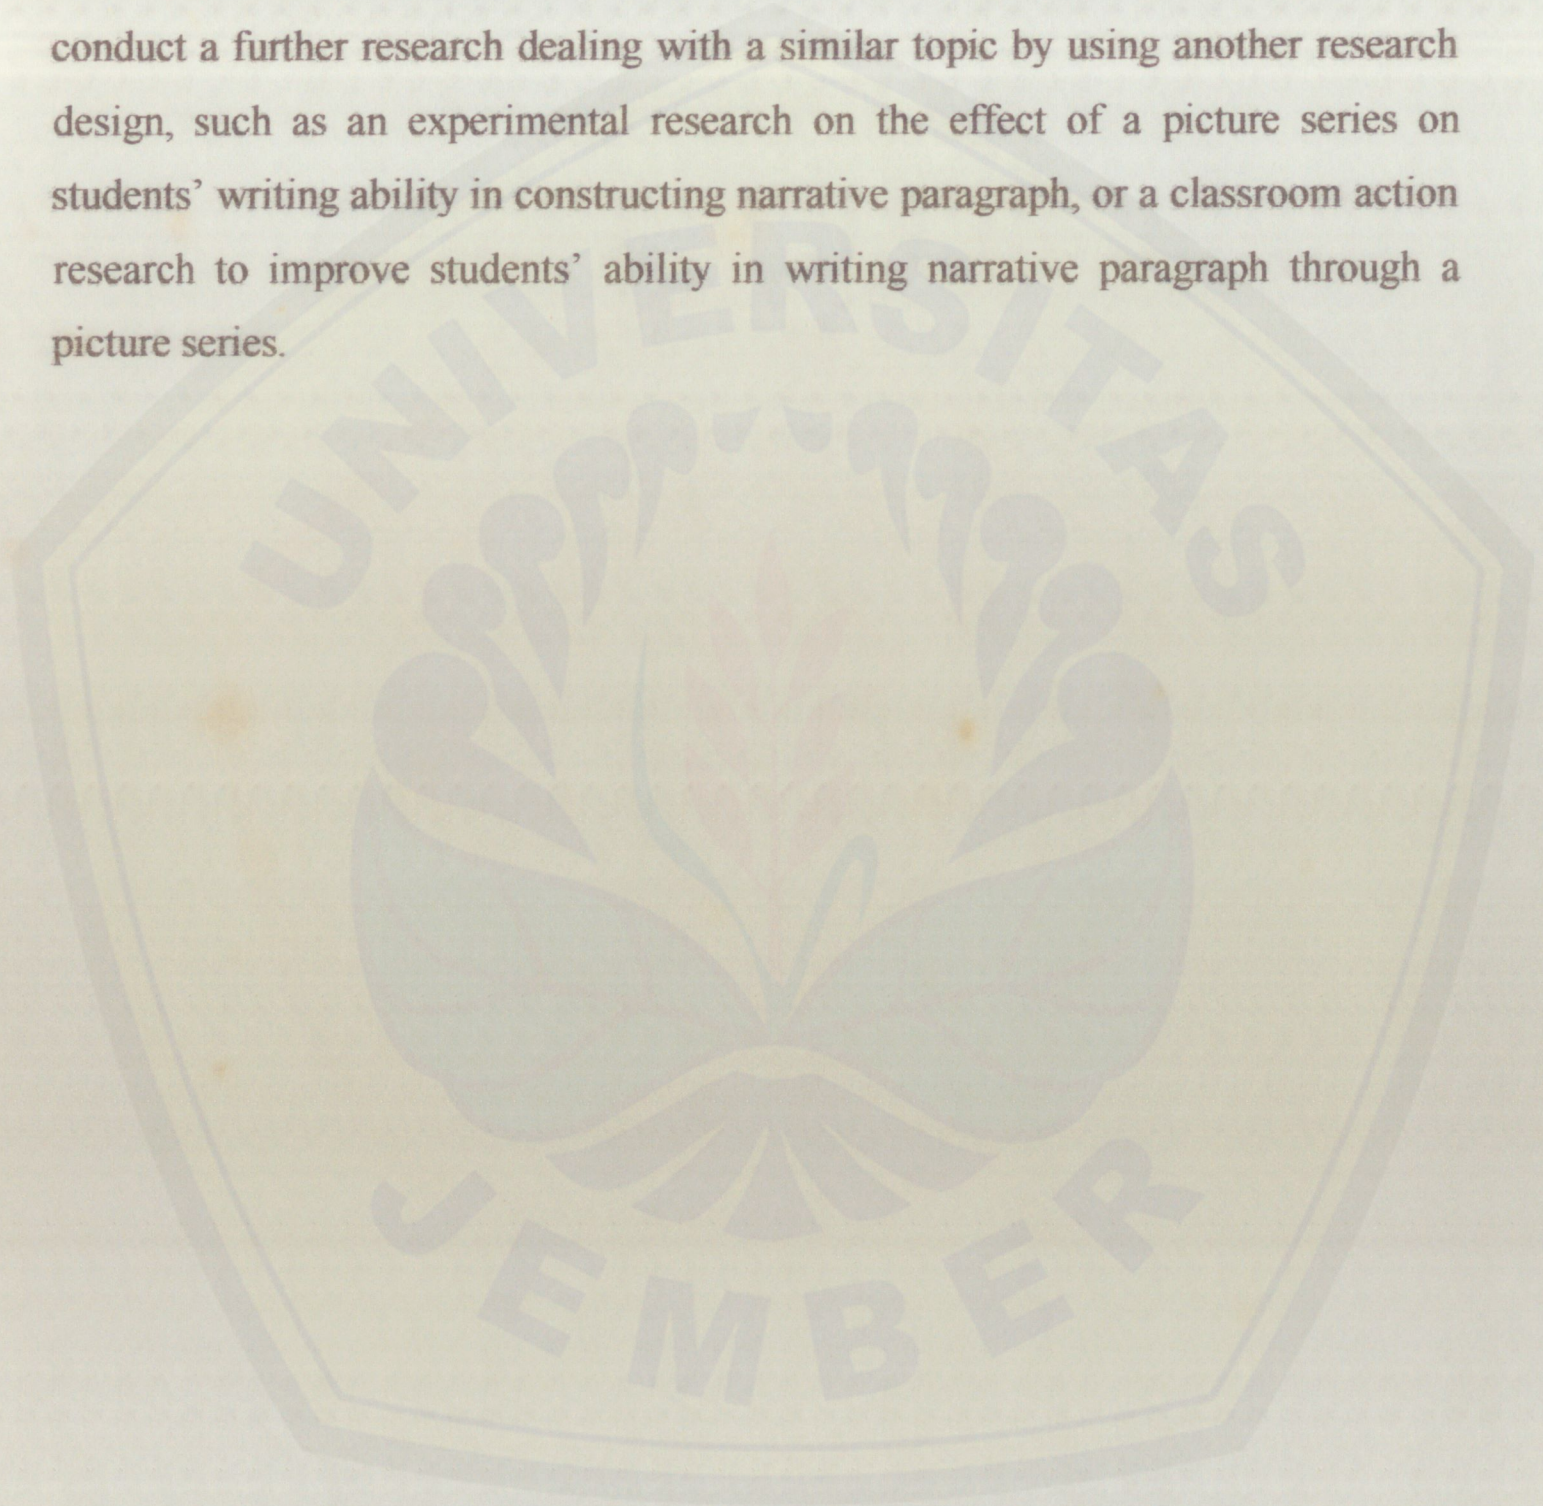 conduct a further research dealing with a similar topic by using another research
design, such as an experimental research on the effect of a picture series on
students’ writing ability in constructing narrative paragraph, or a classroom action
research to improve students’ ability in writing narrative paragraph through a
picture series.
UNIVERSITAS
JEMBER